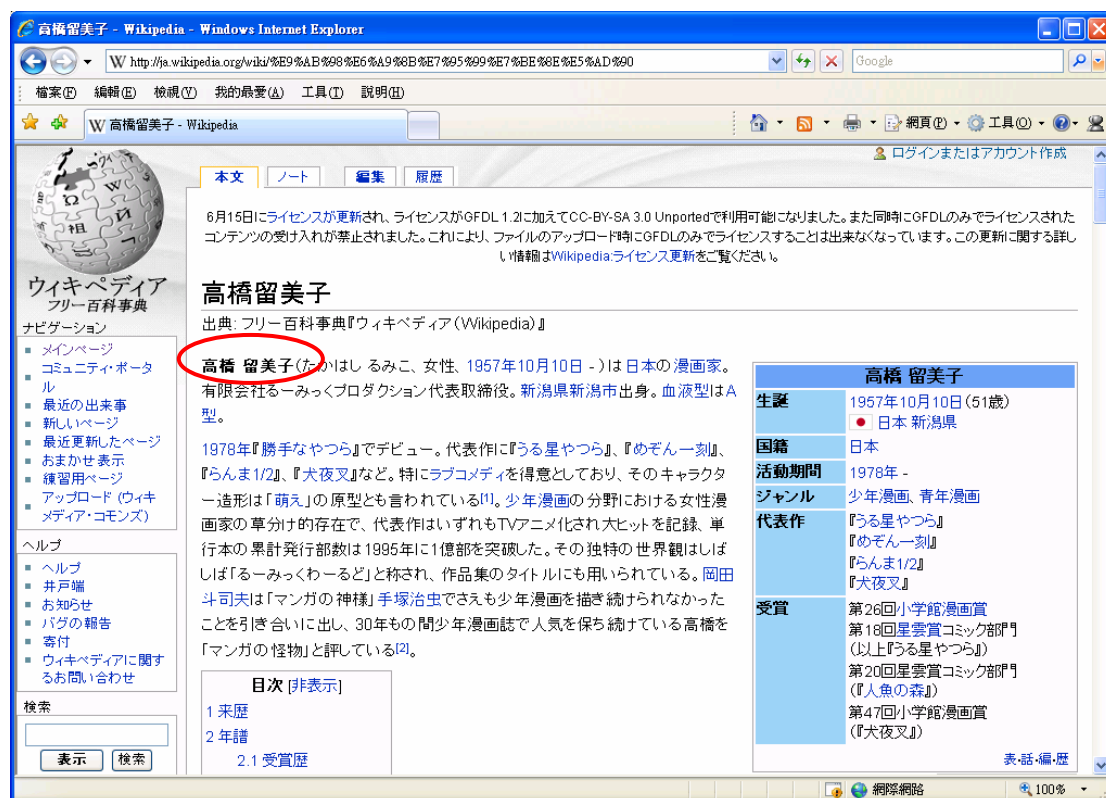 高橋留美子 - Wikipedia - Windows Internet Explorer
http://ja.wikipedia.org/wiki/%E9%AB%98%E6%A9%8B%E7%95%99%E7%BE%8E%E5%AD%90
Google
檔案(F) 編輯(E) 檢視(V) 我的最愛(A) 工具(T) 說明(H)
高橋留美子 - Wikipedia
網頁(P) 工具(O)
ログインまたはアカウント作成
本文 ノート 編集 履歴
6月15日にライセンスが更新され、ライセンスがGFDL 1.2に加えてCC-BY-SA 3.0 Unportedで利用可能になりました。また同時にGFDLのみでライセンスされた
コンテンツの受け入れが禁止されました。これにより、ファイルのアップロード時にGFDLのみでライセンスすることは出来なくなっています。この更新に関する詳し
い情報はWikipedia:ライセンス更新をご覧ください。
ウィキペディア
フリー百科事典
ナビゲーション
メインページ
コミュニティ・ポータ
ル
最近の出来事
新しいページ
最近更新したページ
おまかせ表示
練習用ページ
アップロード (ウィキ
メディア・コモンズ)
ヘルプ
ヘルプ
井戸端
お知らせ
バグの報告
寄付
ウィキペディアに関す
るお問い合わせ
検索
表示 検索
高橋留美子
出典: フリー百科事典『ウィキペディア(Wikipedia)』
高橋 留美子(たかはし るみこ、女性、1957年10月10日 - )は日本の漫画家。
有限会社るーみっくプロダクション代表取締役。新潟県新潟市出身。血液型はA
型。
1978年『勝手なやつら』でデビュー。代表作に『うる星やつら』、『めぞん一刻』、
『らんま1/2』、『犬夜叉』など。特にラブコメディを得意としており、そのキャラクタ
ー造形は「萌え」の原型とも言われている[1]。少年漫画の分野における女性漫
画家の草分け的存在で、代表作はいずれもTVアニメ化され大ヒットを記録、単
行本の累計発行部数は1995年に1億部を突破した。その独特の世界観はしば
しば「るーみっくわーるど」と称され、作品集のタイトルにも用いられている。岡田
斗司夫は「マンガの神様」手塚治虫でさえも少年漫画を描き続けられなかった
ことを引き合いに出し、30年もの間少年漫画誌で人気を保ち続けている高橋を
「マンガの怪物」と評している[2]。
目次 [非表示]
1 来歴
2 年譜
2.1 受賞歴
高橋 留美子
生誕 1957年10月10日(51歳)
日本 新潟県
国籍 日本
活動期間 1978年 -
ジャンル 少年漫画、青年漫画
代表作 『うる星やつら』
『めぞん一刻』
『らんま1/2』
『犬夜叉』
受賞 第26回小学館漫画賞
第18回星雲賞コミック部門
(以上『うる星やつら』)
第20回星雲賞コミック部門
(『人魚の森』)
第47回小学館漫画賞
(『犬夜叉』)
表・話・編・歴
網際網路 100%